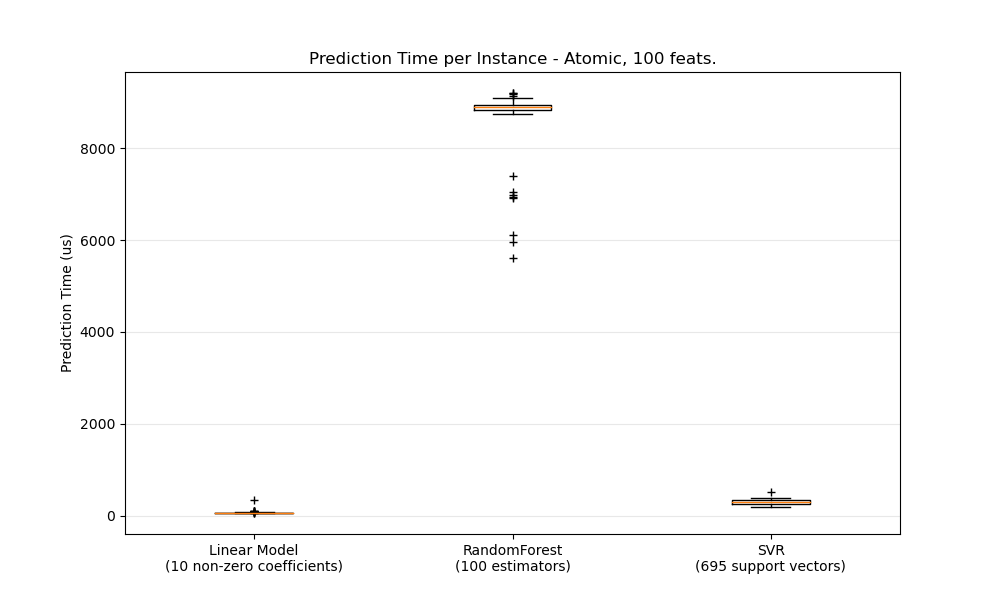 Prediction Time per Instance - Atomic, 100 feats.
Prediction Time (us)
8000
6000
4000
2000
0
Linear Model
(10 non-zero coefficients)
RandomForest
(100 estimators)
SVR
(695 support vectors)